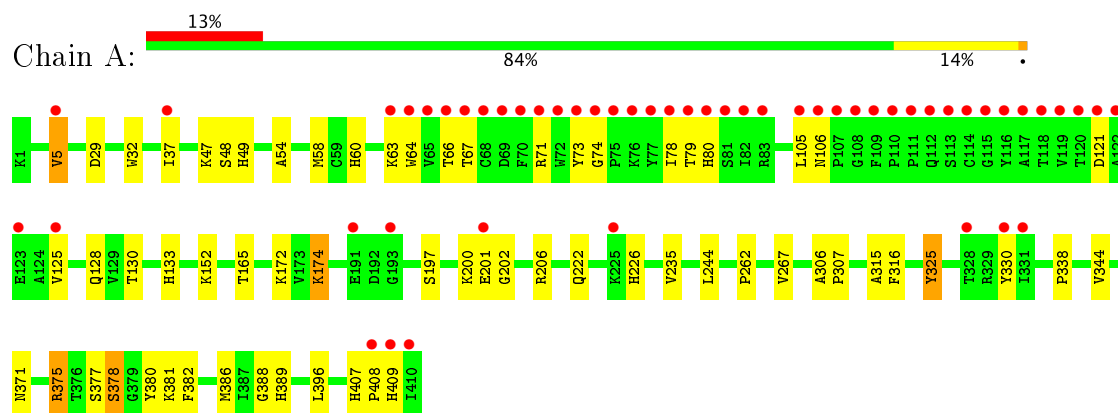 13%
Chain A:
84% 14% •
K1 V5 D29 W32 I37 K47 S48 H49 A54 M58 C59 H60 K63 W64 V65 T66 T67 C68 D69 F70 R71 W72 Y73 G74 P75 K76 Y77 I78 T79 H80 S81 I82 R83 L105 N106 P107 G108 F109 P110 P111 Q112 S113 C114 G115 Y116 A117 T118 V119 T120 D121 A122
E123 A124 V125 Q128 V129 T130 H133 K152 T165 K172 V173 K174 E191 D192 G193 S197 K200 E201 G202 R206 Q222 K225 H226 V235 L244 P262 V267 A306 P307 A315 F316 Y325 T328 R329 Y330 I331 P338 V344
N371 R375 T376 S377 S378 G379 Y380 K381 F382 M386 I387 G388 H389 L396 H407 P408 H409 I410